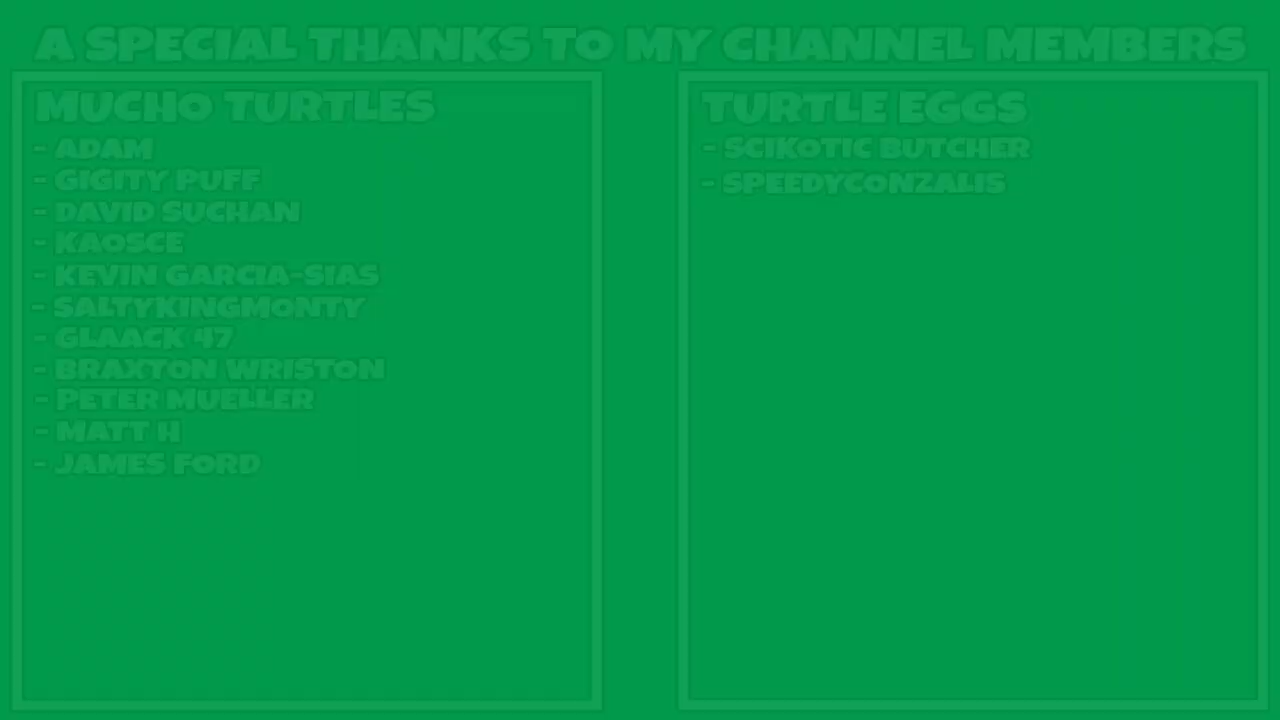 A SPECIAL THANKS TO MY CHANNEL MEMBERS
MUCHO TURTLES
- ADAM
- GIGITY PUFF
- DAVID SUCHAN
- KAOSCE
- KEVIN GARCIA-SIAS
- SALTYKINGMONTY
- GLAACK 47
- BRAXTON WRISTON
- PETER MUELLER
- MATT H
- JAMES FORD
TURTLE EGGS
- SCIKOTIC BUTCHER
- SPEEDYCONZALIS